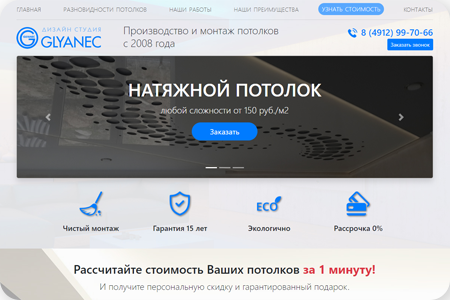 ГЛАВНАЯ РАЗНОВИДНОСТИ ПОТОЛКОВ НАШИ РАБОТЫ НАШИ ПРЕИМУЩЕСТВА УЗНАТЬ СТОИМОСТЬ КОНТАКТЫ
ДИЗАЙН СТУДИЯ
GLYANEC
Производство и монтаж потолков
с 2008 года
8 (4912) 99-70-66
Заказать звонок
НАТЯЖНОЙ ПОТОЛОК
любой сложности от 150 руб./м2
Заказать
ECO
Чистый монтаж Гарантия 15 лет Экологично Рассрочка 0%
Рассчитайте стоимость Ваших потолков за 1 минуту!
И получите персональную скидку и гарантированный подарок.